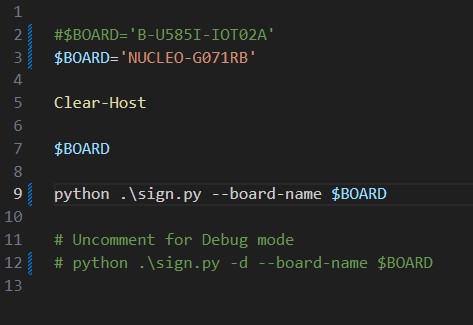 1
2 #$BOARD='B-U585I-IOT02A'
3 $BOARD='NUCLEO-G071RB'
4
5 Clear-Host
6
7 $BOARD
8
9 python .\sign.py --board-name $BOARD
10
11 # Uncomment for Debug mode
12 # python .\sign.py -d --board-name $BOARD
13